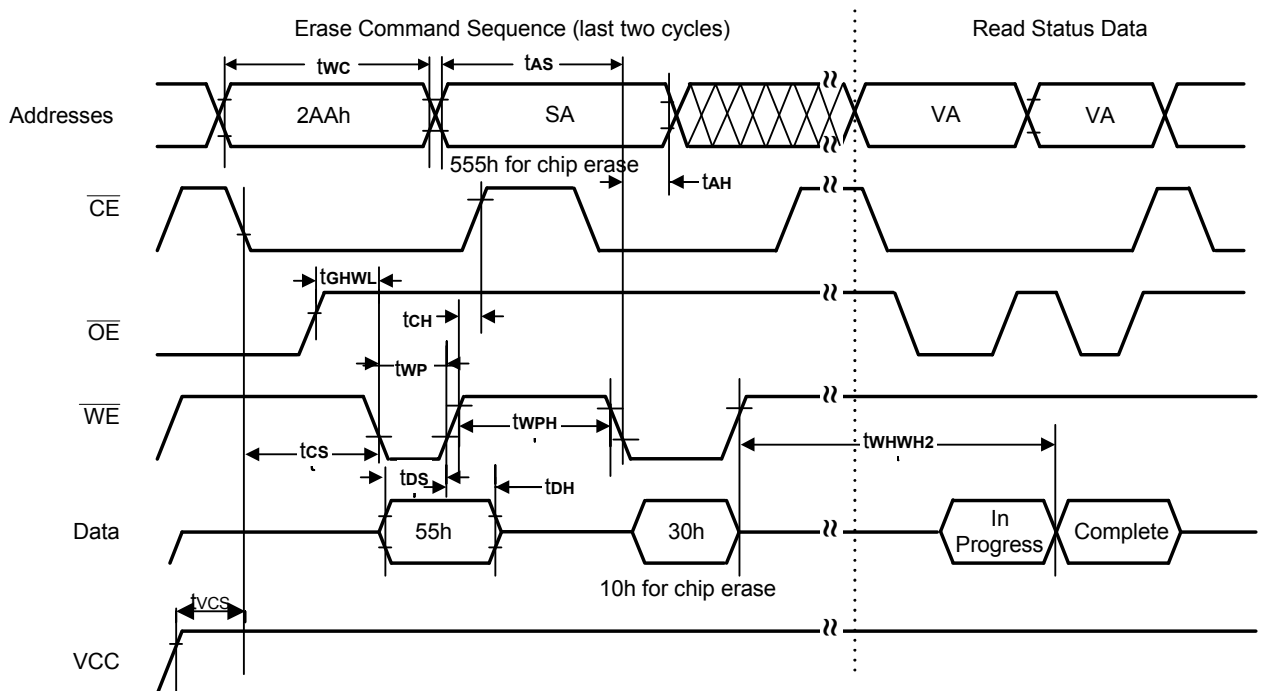 Erase Command Sequence (last two cycles)
Read Status Data
tWC
tAS
Addresses
2AAh
SA
VA
VA
555h for chip erase
tAH
CE
tGHWL
tCH
OE
tWP
WE
tWPH
tCS
tWHWH2
tDS
tDH
Data
55h
30h
In
Progress
Complete
10h for chip erase
tVCS
VCC